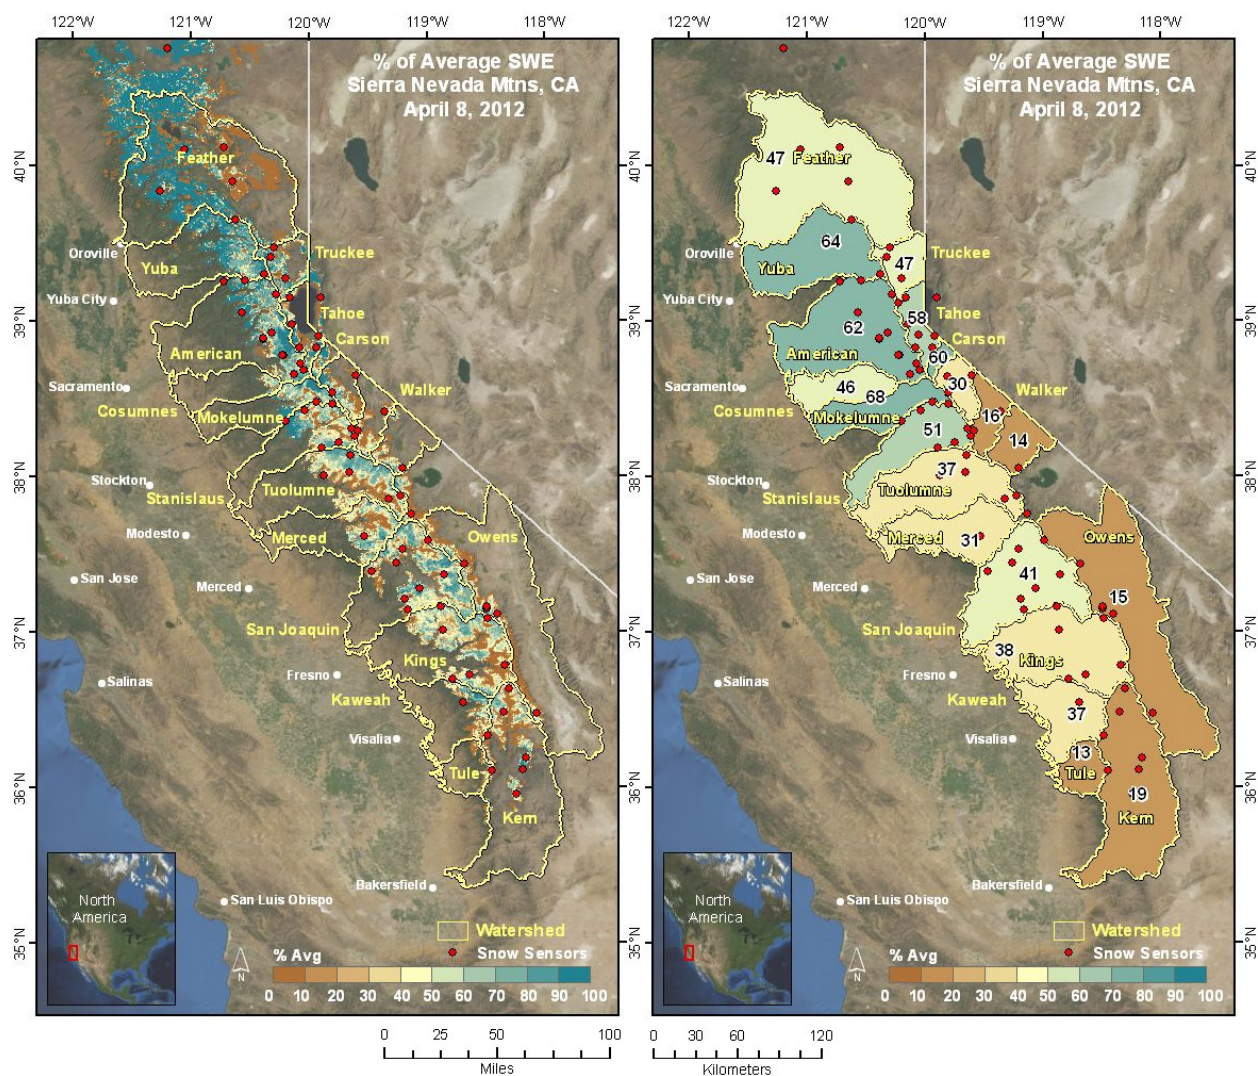 122°W 121°W 120°W 119°W 118°W
% of Average SWE
Sierra Nevada Mtns, CA
April 8, 2012
40°N
39°N
38°N
37°N
36°N
35°N
Feather
Oroville
Truckee
Yuba
Yuba City
Tahoe
Carson
American
Sacramento
Walker
Cosumnes
Mokelumne
Stockton
Stanislaus
Tuolumne
Modesto
Merced
Owens
San Jose
Merced
San Joaquin
Kings
Fresno
Salinas
Kaweah
Visalia
Tule
Kern
Bakersfield
San Luis Obispo
North
America
Watershed
Snow Sensors
N
% Avg
0 10 20 30 40 50 60 70 80 90 100
0 25 50 100
Miles
122°W 121°W 120°W 119°W 118°W
% of Average SWE
Sierra Nevada Mtns, CA
April 8, 2012
40°N
39°N
38°N
37°N
36°N
35°N
47 Feather
64
Oroville
Truckee
Yuba
47
Yuba City
58
Tahoe
62
Carson
American
60
Sacramento
46
30
Walker
68
Cosumnes
Mokelumne
16
51
14
37
Stockton
Stanislaus
Tuolumne
Modesto
Merced
31
Owens
41
San Jose
Merced
15
San Joaquin
38
Kings
Fresno
Salinas
Kaweah
37
Visalia
13
Tule
19
Kern
Bakersfield
San Luis Obispo
North
America
Watershed
Snow Sensors
N
% Avg
0 10 20 30 40 50 60 70 80 90 100
0 30 60 120
Kilometers